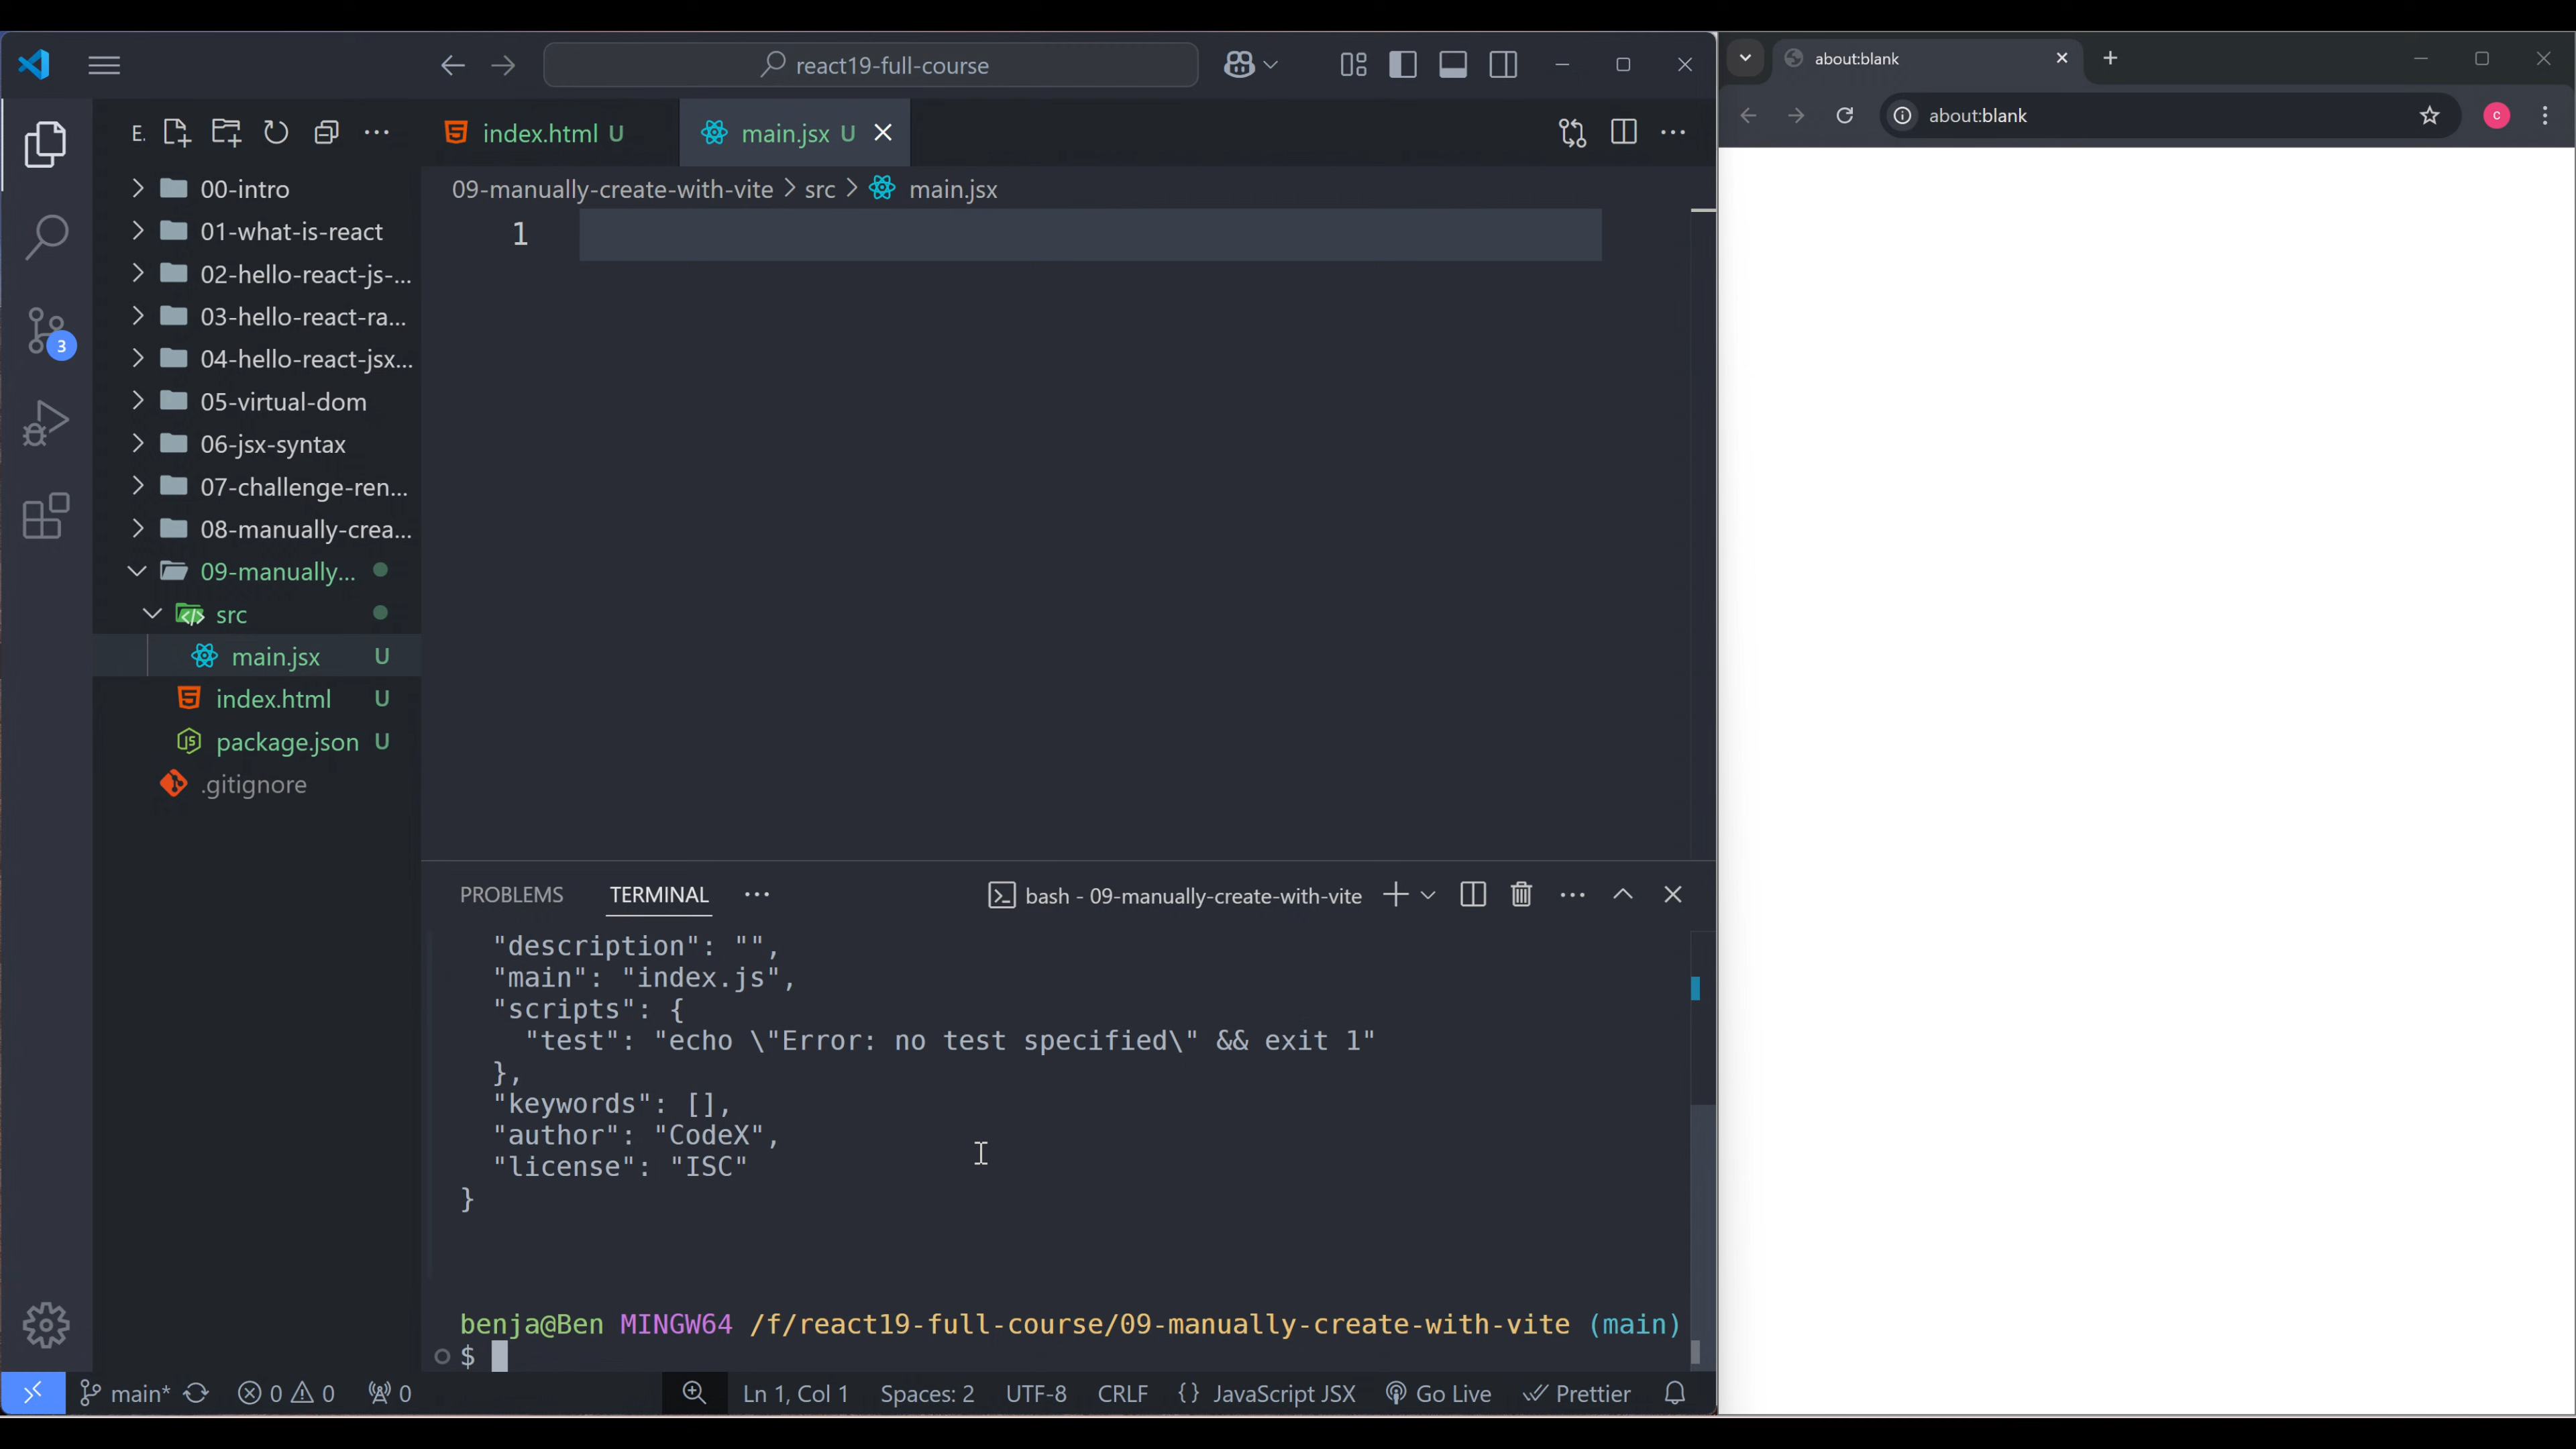 react19-full-course
about:blank
about:blank
c
E.
index.html U
main.jsx U
00-intro
01-what-is-react
02-hello-react-js-...
03-hello-react-ra...
04-hello-react-jsx...
05-virtual-dom
06-jsx-syntax
07-challenge-ren...
08-manually-crea...
09-manually...
src
main.jsx U
index.html U
package.json U
.gitignore
3
09-manually-create-with-vite > src > main.jsx
1
PROBLEMS
TERMINAL
bash - 09-manually-create-with-vite
"description": "",
"main": "index.js",
"scripts": {
"test": "echo \"Error: no test specified\" && exit 1"
},
"keywords": [],
"author": "CodeX",
"license": "ISC"
}
benja@Ben MINGW64 /f/react19-full-course/09-manually-create-with-vite (main)
$
main* 0 0 0 Ln 1, Col 1 Spaces: 2 UTF-8 CRLF {} JavaScript JSX Go Live Prettier